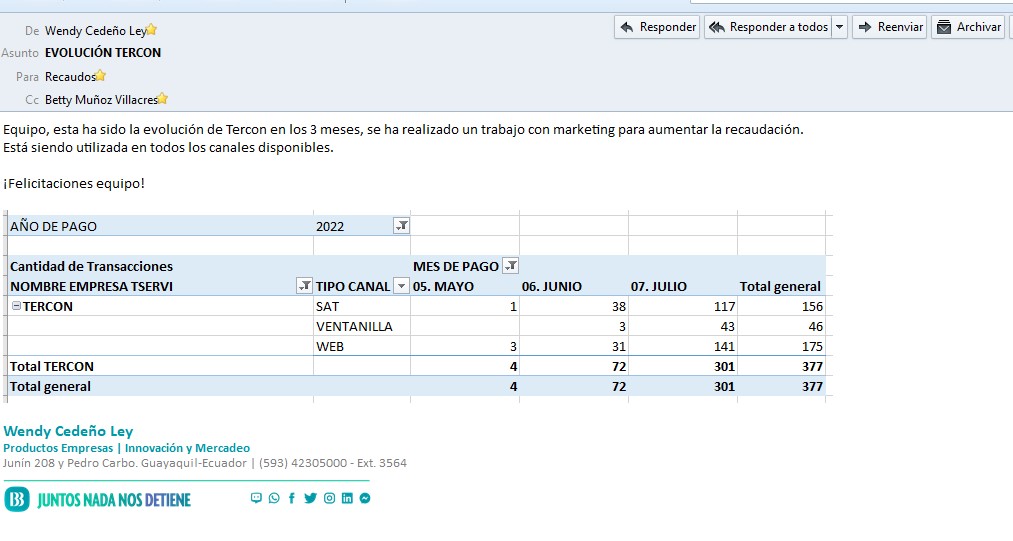 Responder
Responder a todos
Reenviar
Archivar
De Wendy Cedeño Ley
Asunto EVOLUCIÓN TERCON
Para Recaudos
Cc Betty Muñoz Villacres
Equipo, esta ha sido la evolución de Tercon en los 3 meses, se ha realizado un trabajo con marketing para aumentar la recaudación.
Está siendo utilizada en todos los canales disponibles.
¡Felicitaciones equipo!
AÑO DE PAGO 2022
Cantidad de Transacciones MES DE PAGO
NOMBRE EMPRESA TSERVI TIPO CANAL 05. MAYO 06. JUNIO 07. JULIO Total general
TERCON SAT 1 38 117 156
VENTANILLA 3 43 46
WEB 3 31 141 175
Total TERCON 4 72 301 377
Total general 4 72 301 377
Wendy Cedeño Ley
Productos Empresas | Innovación y Mercadeo
Junín 208 y Pedro Carbo. Guayaquil-Ecuador | (593) 42305000 - Ext. 3564
B JUNTOS NADA NOS DETIENE